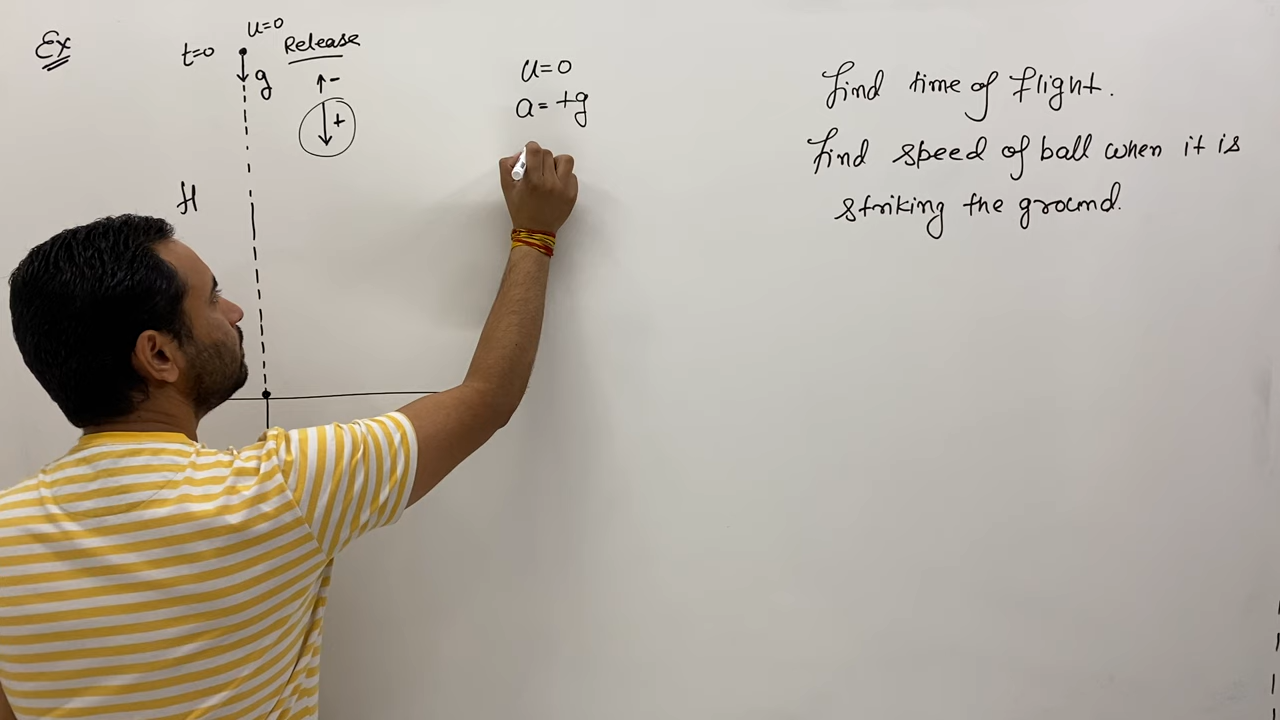 Ex
t=0
u=0
Release
g
-
+
H
u=0
a=+g
find time of flight.
find speed of ball when it is
striking the ground.